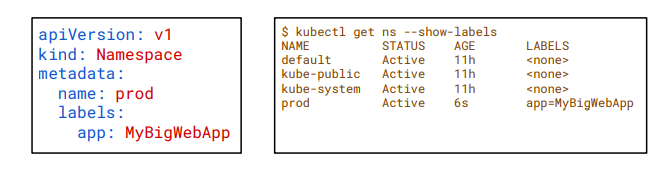 apiVersion: v1
kind: Namespace
metadata:
  name: prod
  labels:
    app: MyBigWebApp
$ kubectl get ns --show-labels
NAME          STATUS    AGE       LABELS
default       Active    11h       <none>
kube-public   Active    11h       <none>
kube-system   Active    11h       <none>
prod          Active    6s        app=MyBigWebApp